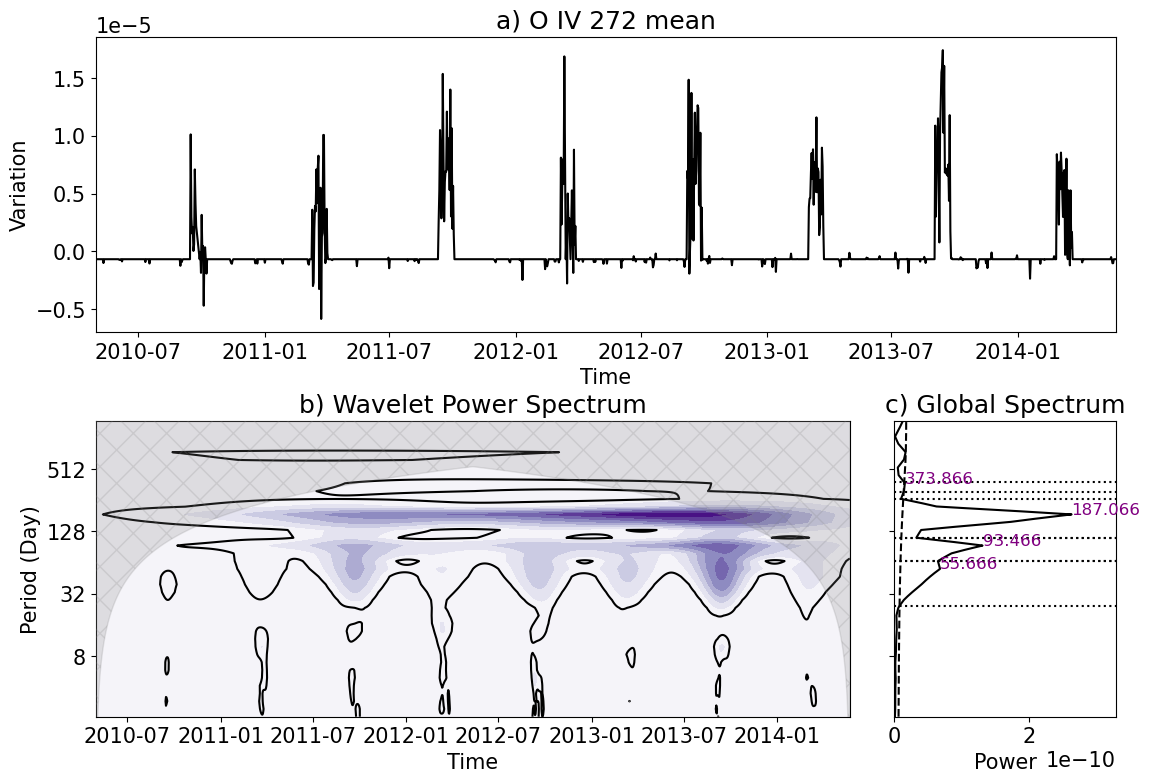 a) O IV 272 mean
1e−5
Variation
1.5
1.0
0.5
0.0
−0.5
2010-07 2011-01 2011-07 2012-01 2012-07 2013-01 2013-07 2014-01
Time
b) Wavelet Power Spectrum
Period (Day)
512
128
32
8
2010-07 2011-01 2011-07 2012-01 2012-07 2013-01 2013-07 2014-01
Time
c) Global Spectrum
373.866
187.066
93.466
55.666
0 2
Power 1e−10